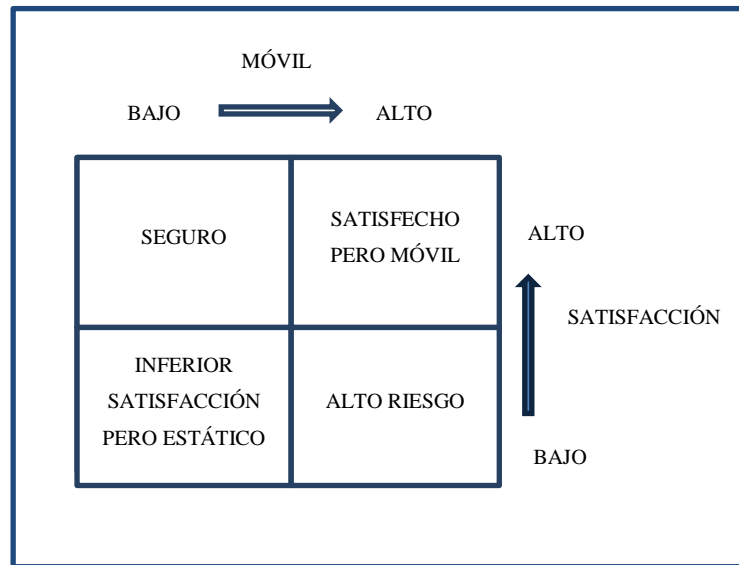 MÓVIL
BAJO
ALTO
SEGURO
SATISFECHO
PERO MÓVIL
ALTO
SATISFACCIÓN
INFERIOR
SATISFACCIÓN
PERO ESTÁTICO
ALTO RIESGO
BAJO